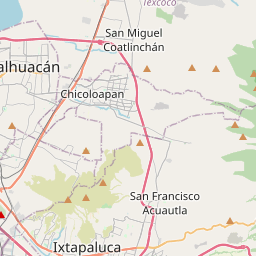 Texcoco
San Miguel
Coatlinchán
alhuacán
Chicoloapan
San Francisco
Acuautla
Ixtapaluca